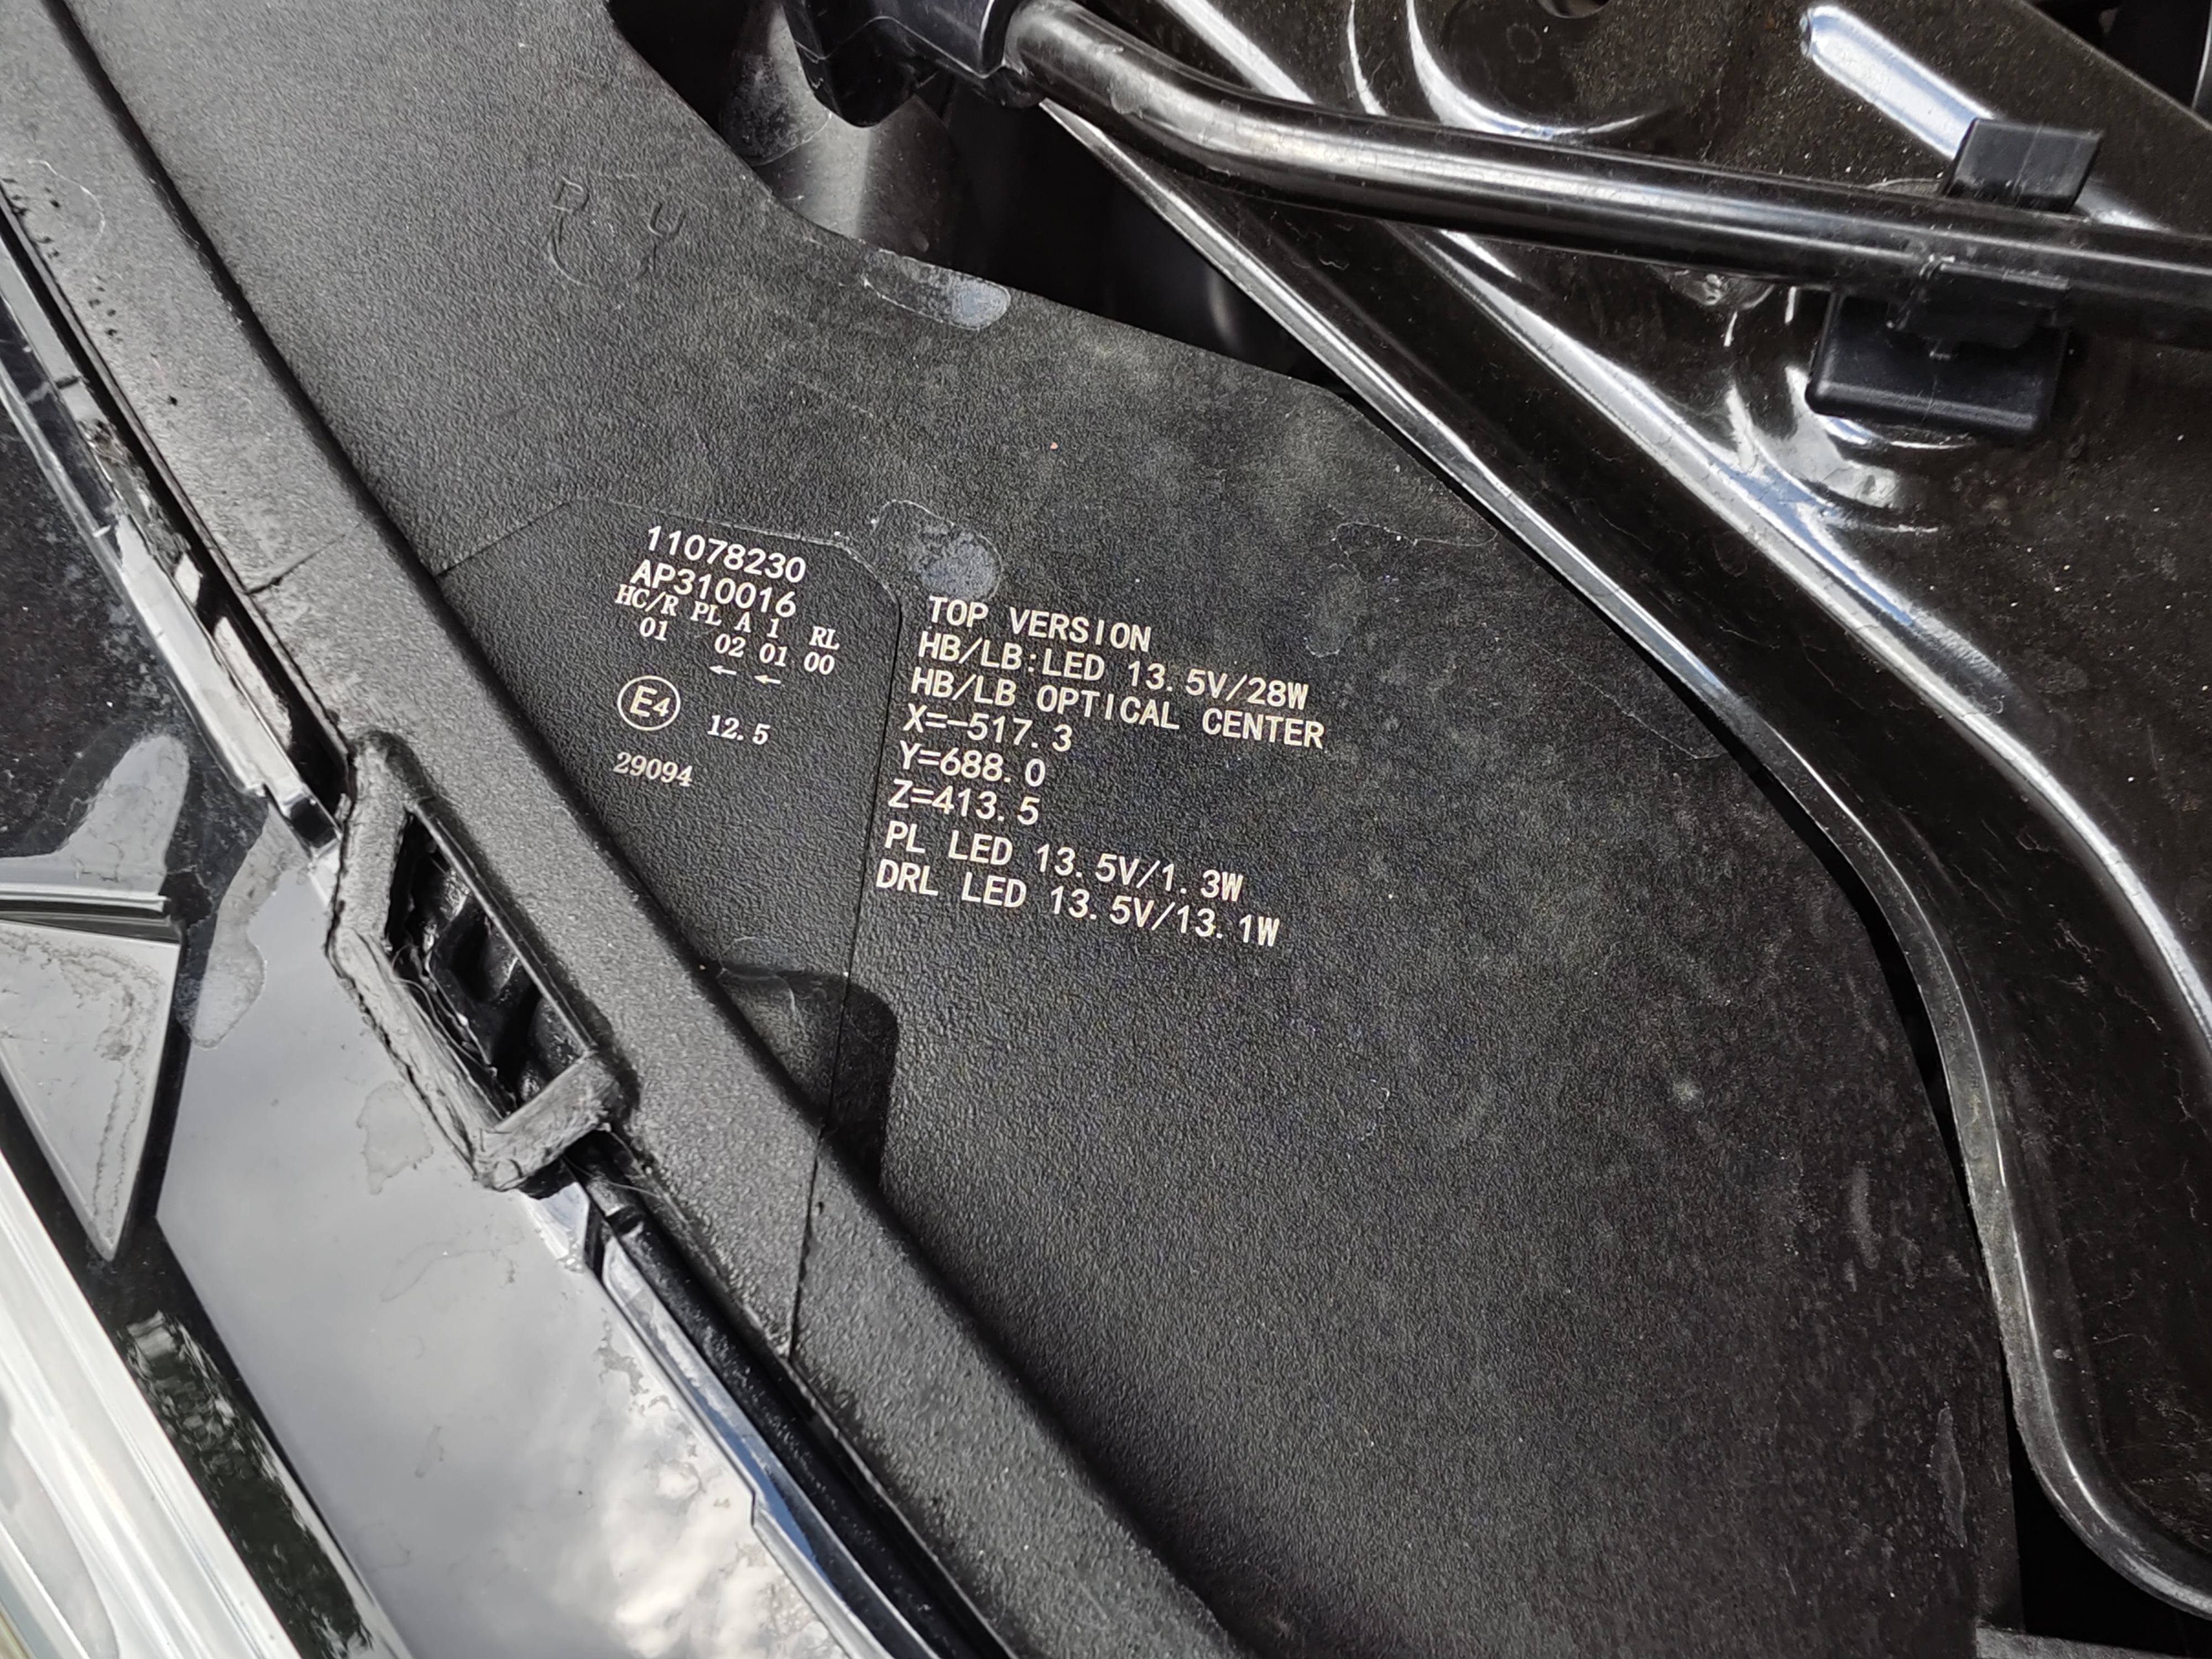 11078230
AP310016
HC/R PL A 1 RL
01 02 01 00
← ←
E4 12.5
29094
TOP VERSION
HB/LB:LED 13.5V/28W
HB/LB OPTICAL CENTER
X=-517.3
Y=688.0
Z=413.5
PL LED 13.5V/1.3W
DRL LED 13.5V/13.1W